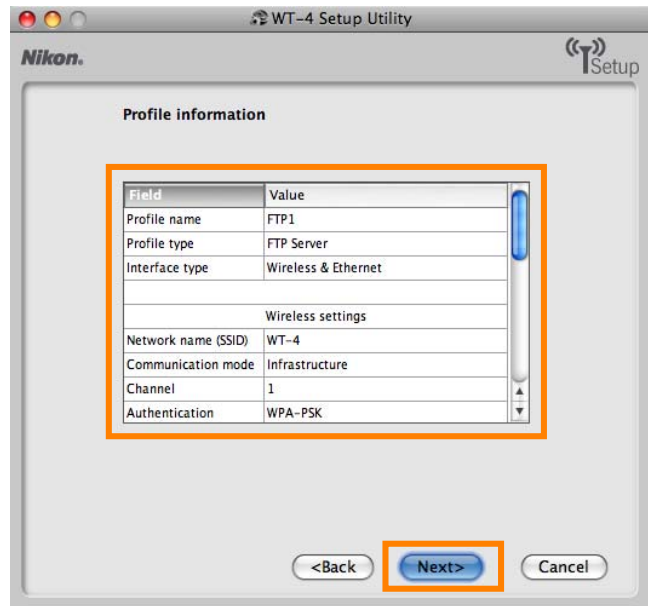 WT-4 Setup Utility
Nikon.
Setup
Profile information
Field Value
Profile name FTP1
Profile type FTP Server
Interface type Wireless & Ethernet
Wireless settings
Network name (SSID) WT-4
Communication mode Infrastructure
Channel 1
Authentication WPA-PSK
<Back Next> Cancel